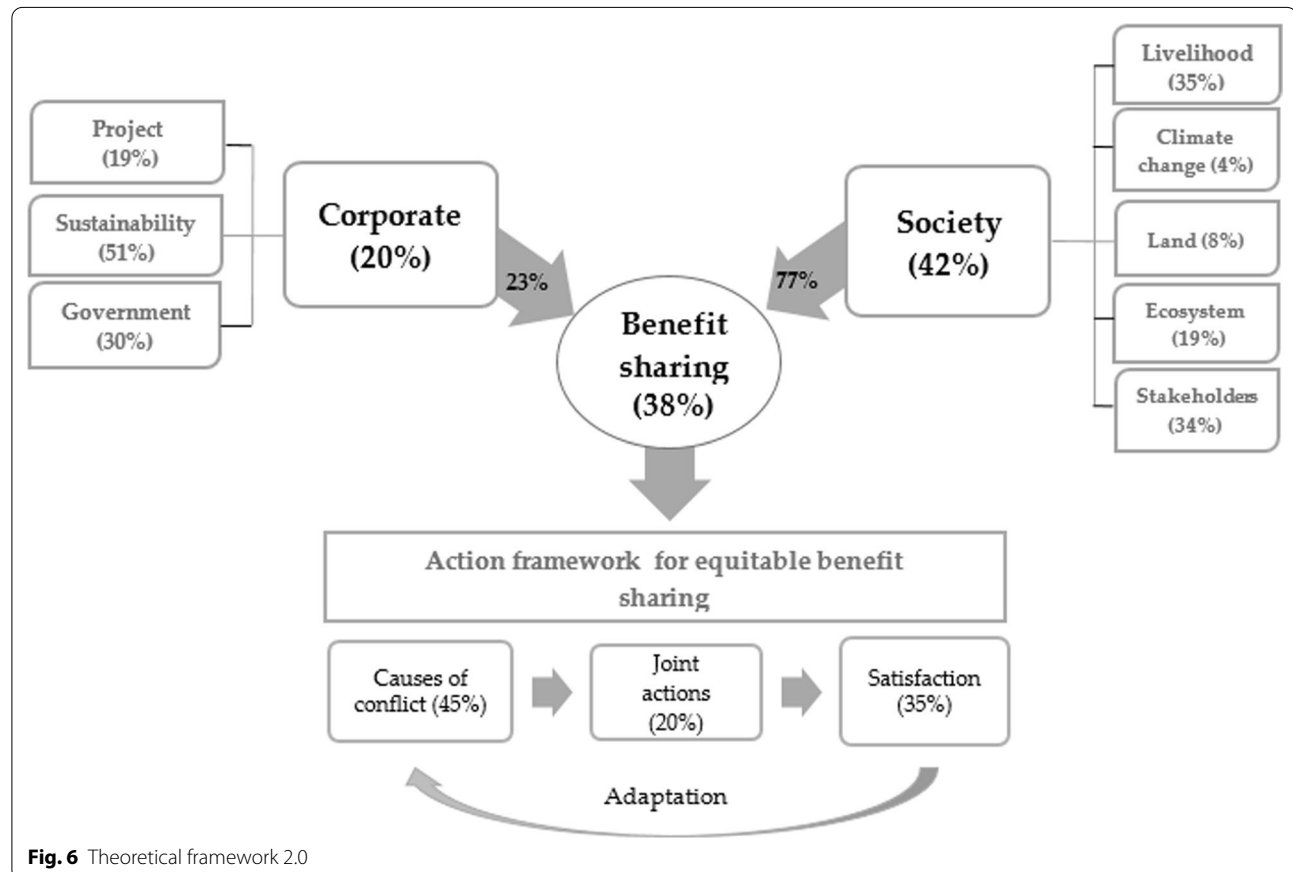 Project
(19%)
Sustainability
(51%)
Government
(30%)
Corporate
(20%)
23%
Benefit
sharing
(38%)
77%
Society
(42%)
Livelihood
(35%)
Climate
change (4%)
Land (8%)
Ecosystem
(19%)
Stakeholders
(34%)
Action framework for equitable benefit
sharing
Causes of
conflict (45%)
Joint
actions
(20%)
Satisfaction
(35%)
Adaptation
Fig. 6 Theoretical framework 2.0